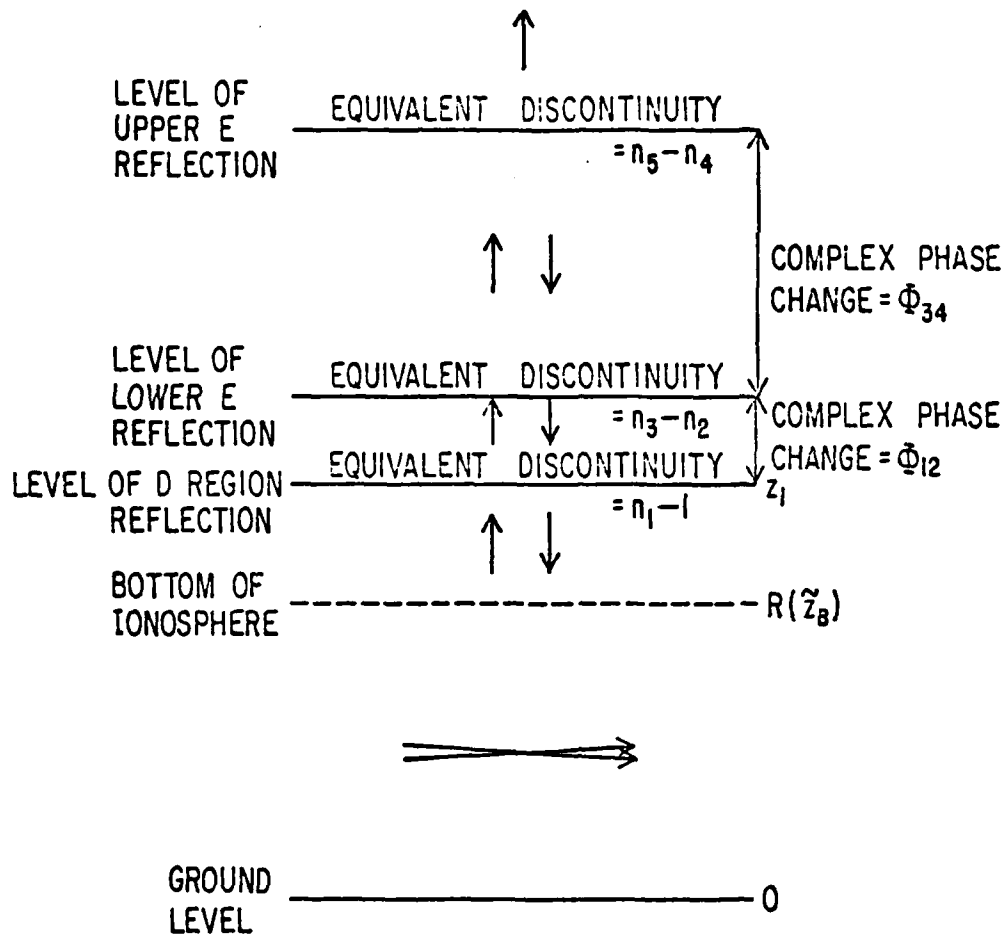 LEVEL OF
UPPER E
REFLECTION
EQUIVALENT DISCONTINUITY
= n₅ – n₄
COMPLEX PHASE
CHANGE = Φ₃₄
LEVEL OF
LOWER E
REFLECTION
EQUIVALENT DISCONTINUITY
= n₃ – n₂
COMPLEX PHASE
CHANGE = Φ₁₂
EQUIVALENT DISCONTINUITY
LEVEL OF D REGION
REFLECTION
= n₁ – 1
z₁
BOTTOM OF
IONOSPHERE
R(z̃_B)
GROUND
LEVEL
0